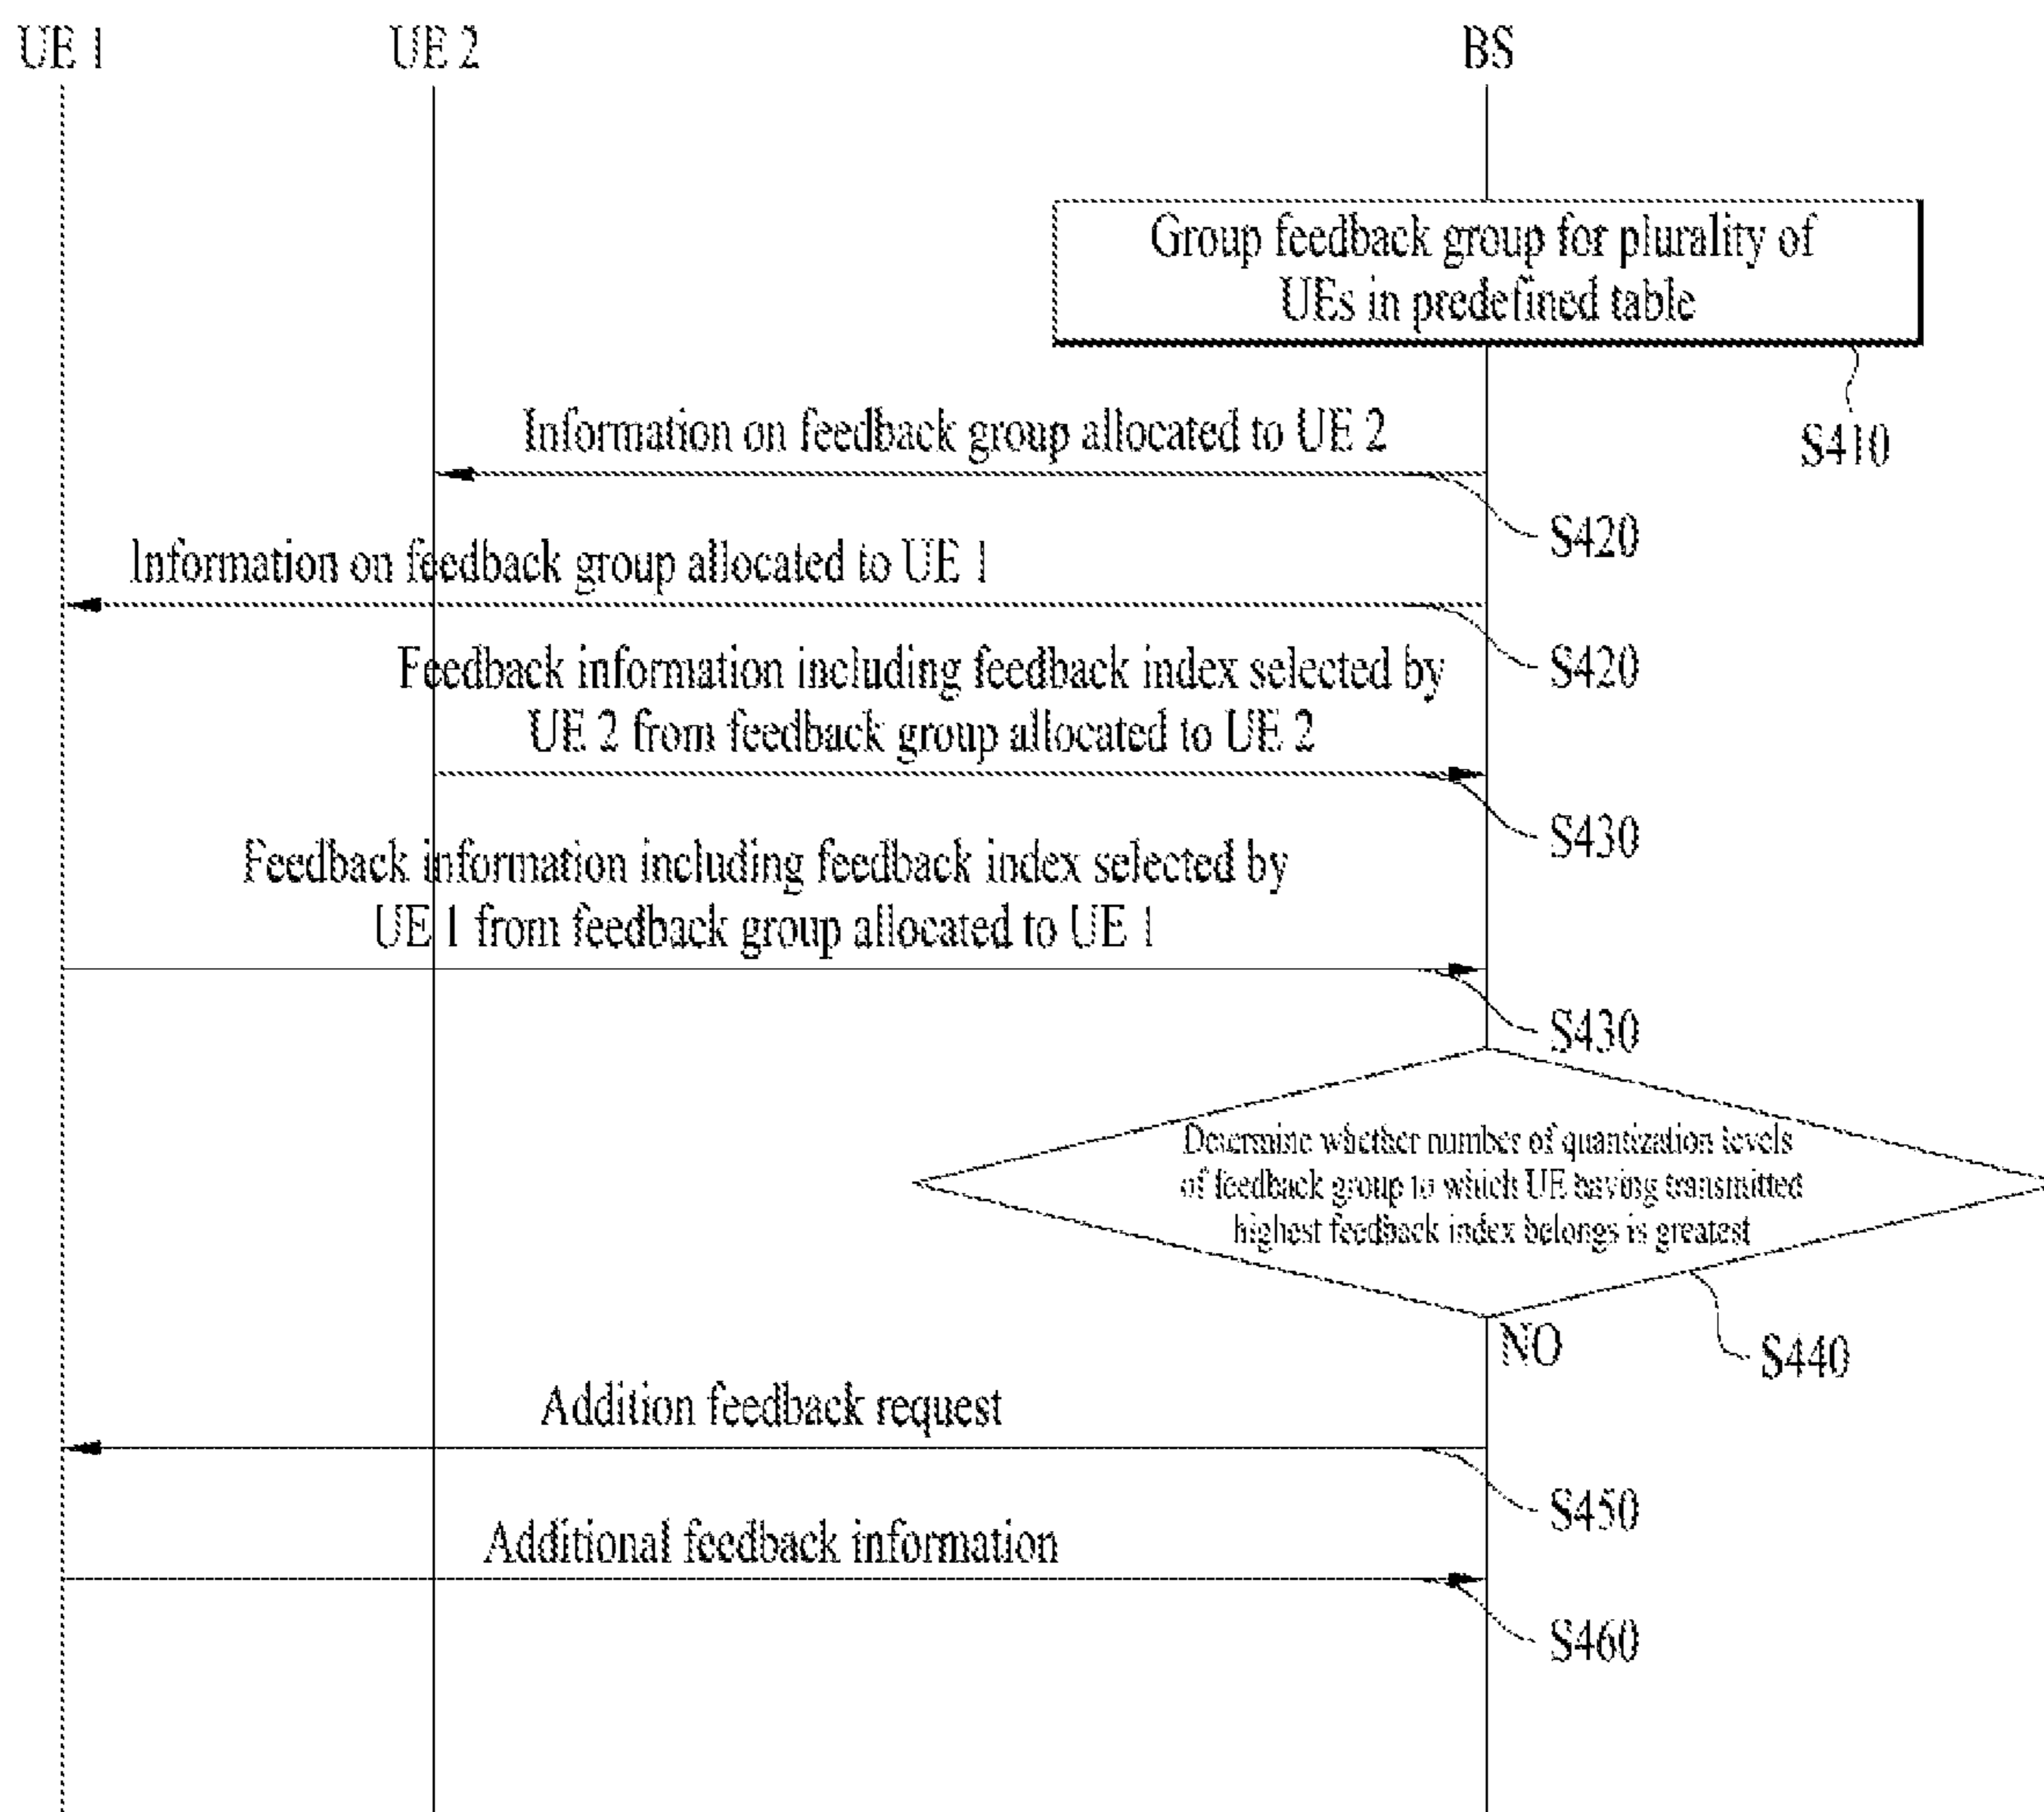 UE 1
UE 2
BS
Group feedback group for plurality of
UEs in predefined table
S410
Information on feedback group allocated to UE 2
S420
Information on feedback group allocated to UE 1
S420
Feedback information including feedback index selected by
UE 2 from feedback group allocated to UE 2
S430
Feedback information including feedback index selected by
UE 1 from feedback group allocated to UE 1
S430
Determine whether number of quantization levels
of feedback group to which UE having transmitted
highest feedback index belongs is greatest
NO
S440
Addition feedback request
S450
Additional feedback information
S460